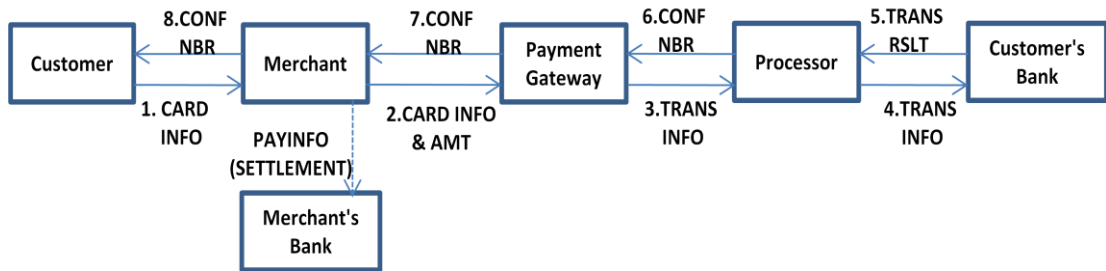 8.CONF
NBR
7.CONF
NBR
6.CONF
NBR
5.TRANS
RSLT
Customer
Merchant
Payment
Gateway
Processor
Customer's
Bank
1. CARD
INFO
2.CARD INFO
& AMT
3.TRANS
INFO
4.TRANS
INFO
PAYINFO
(SETTLEMENT)
Merchant's
Bank